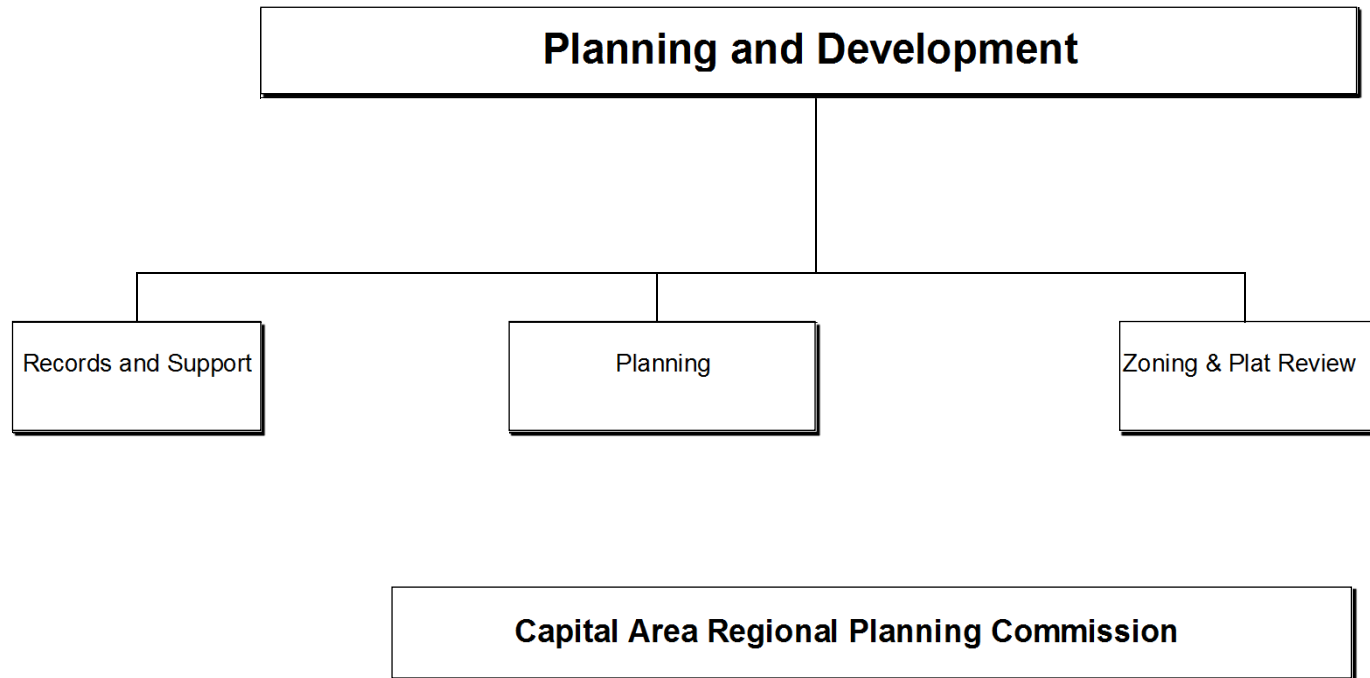 Planning and Development
Records and Support
Planning
Zoning & Plat Review
Capital Area Regional Planning Commission